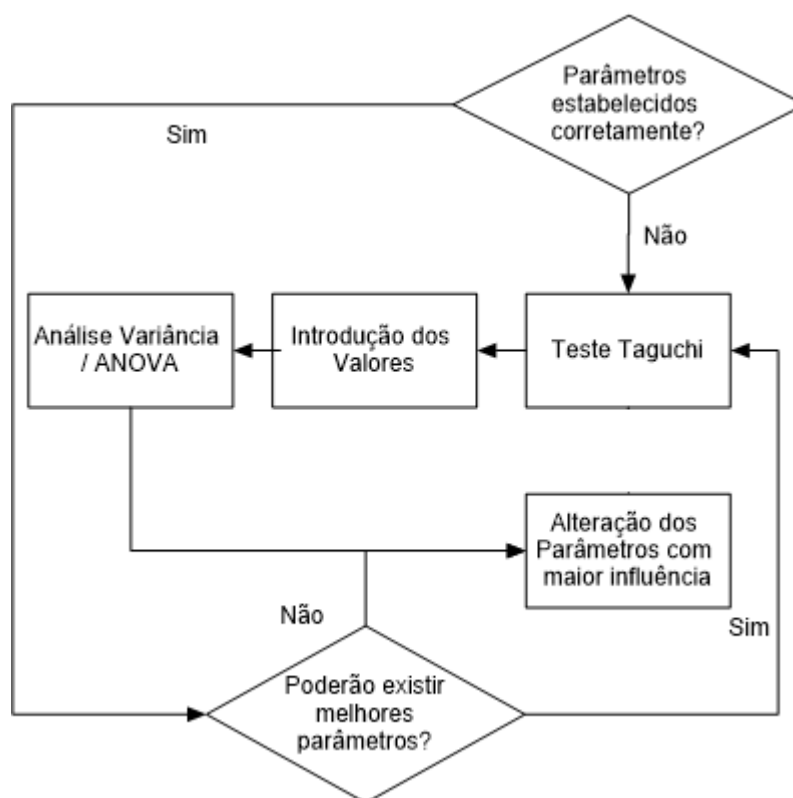 Parâmetros
estabelecidos
corretamente?
Sim
Não
Análise Variância
/ ANOVA
Introdução dos
Valores
Teste Taguchi
Alteração dos
Parâmetros com
maior influência
Não
Sim
Poderão existir
melhores
parâmetros?